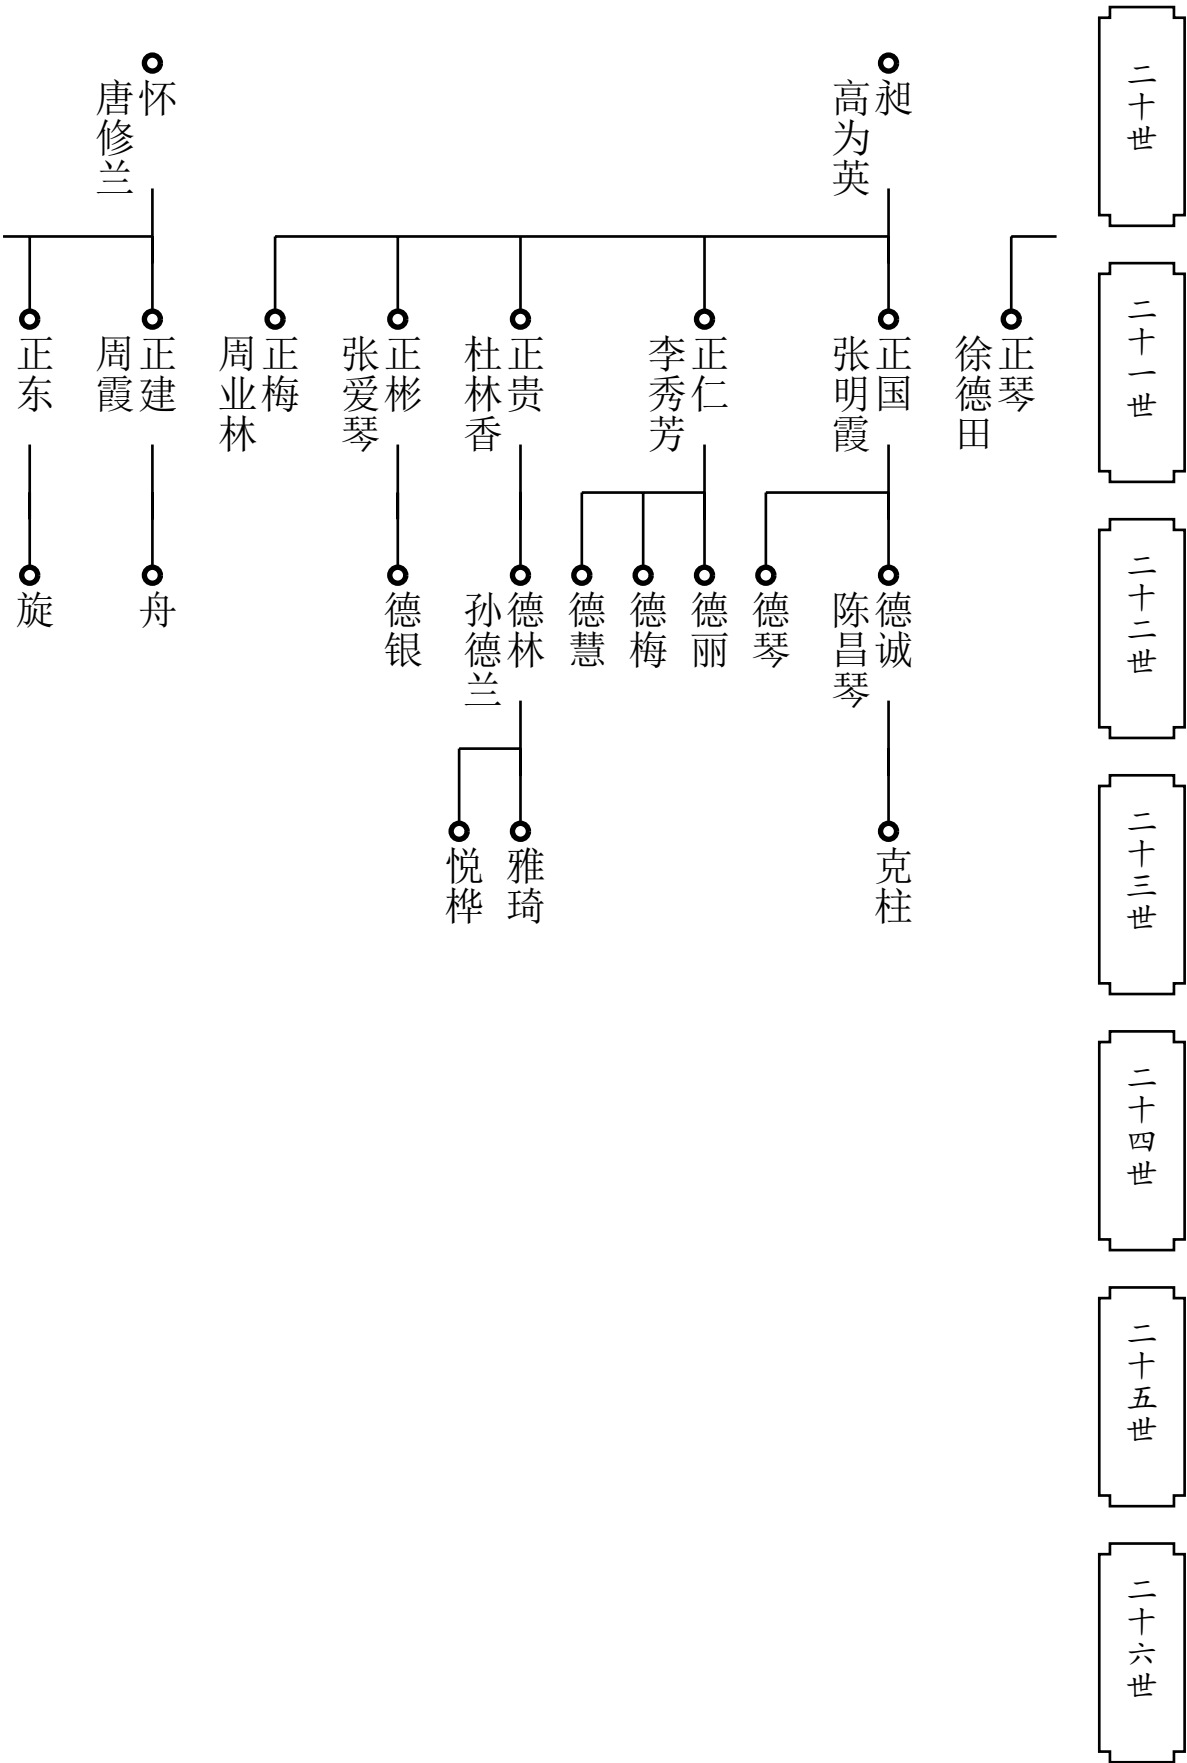 二十世
昶
高为英
怀
唐修兰
二十一世
正琴
徐德田
正国
张明霞
正仁
李秀芳
正贵
杜林香
正彬
张爱琴
正梅
周业林
正建
周霞
正东
二十二世
德诚
陈昌琴
德琴
德丽
德梅
德慧
德林
孙德兰
德银
舟
旋
二十三世
克柱
雅琦
悦桦
二十四世
二十五世
二十六世